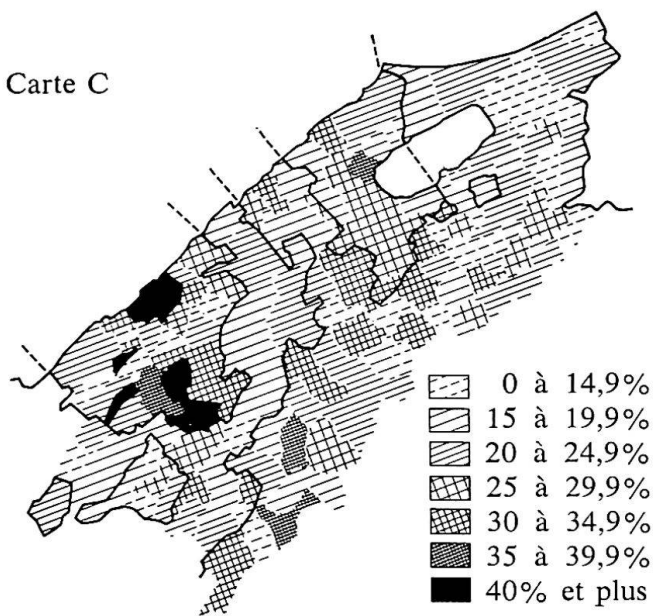 Carte C
0 à 14,9%
15 à 19,9%
20 à 24,9%
25 à 29,9%
30 à 34,9%
35 à 39,9%
40% et plus